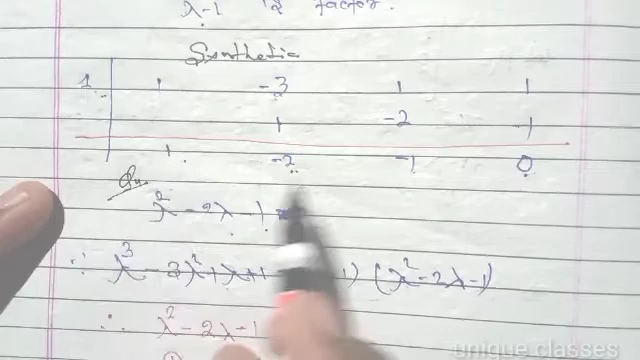 λ-1 is factor.
Synthetic
1 | 1 -3 1 1
1 -2 -1
1 -2 -1 0
λ² - 2λ - 1
∴ λ³ - 3λ² + λ + 1 1) (λ² - 2λ - 1)
∴ λ² - 2λ - 1
unique classes